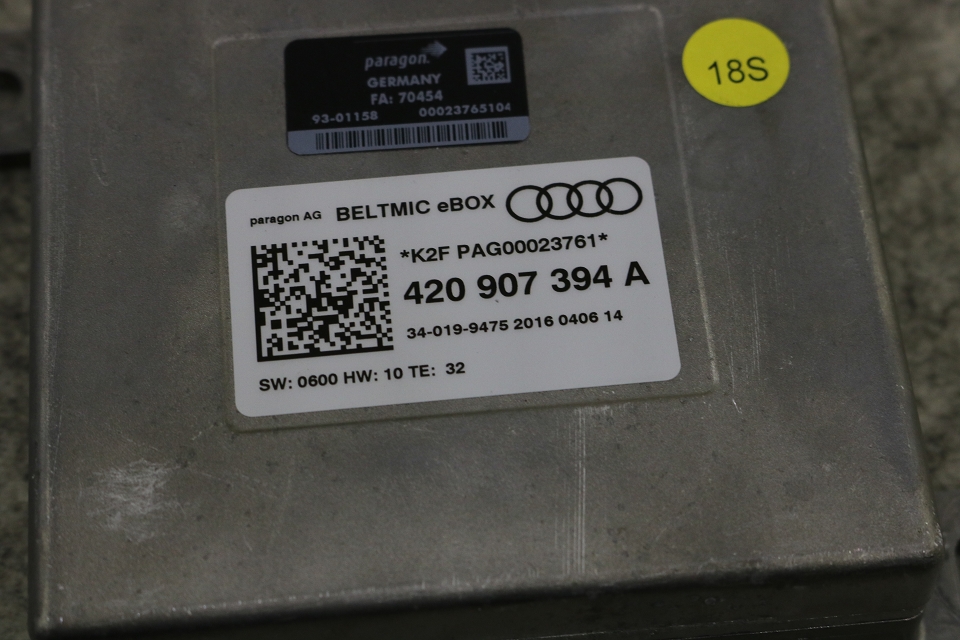 paragon
GERMANY
FA: 70454
93-01158 00023765104
18S
paragon AG BELTMIC eBOX
*K2F PAG00023761*
420 907 394 A
34-019-9475 2016 0406 14
SW: 0600 HW: 10 TE: 32